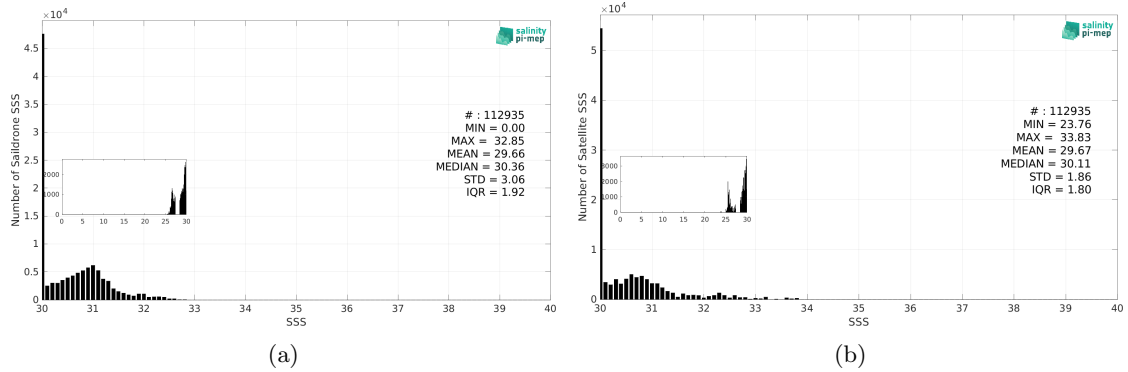 ×10⁴
salinity
pi-mep
4.5
4
3.5
3
2.5
2
1.5
1
0.5
0
Number of Saildrone SSS
# : 112935
MIN = 0.00
MAX = 32.85
MEAN = 29.66
MEDIAN = 30.36
STD = 3.06
IQR = 1.92
2000
1000
0
0 5 10 15 20 25 30
30 31 32 33 34 35 36 37 38 39 40
SSS
(a)
×10⁴
salinity
pi-mep
5
4
3
2
1
0
Number of Satellite SSS
# : 112935
MIN = 23.76
MAX = 33.83
MEAN = 29.67
MEDIAN = 30.11
STD = 1.86
IQR = 1.80
3000
2000
1000
0
0 5 10 15 20 25 30
30 31 32 33 34 35 36 37 38 39 40
SSS
(b)